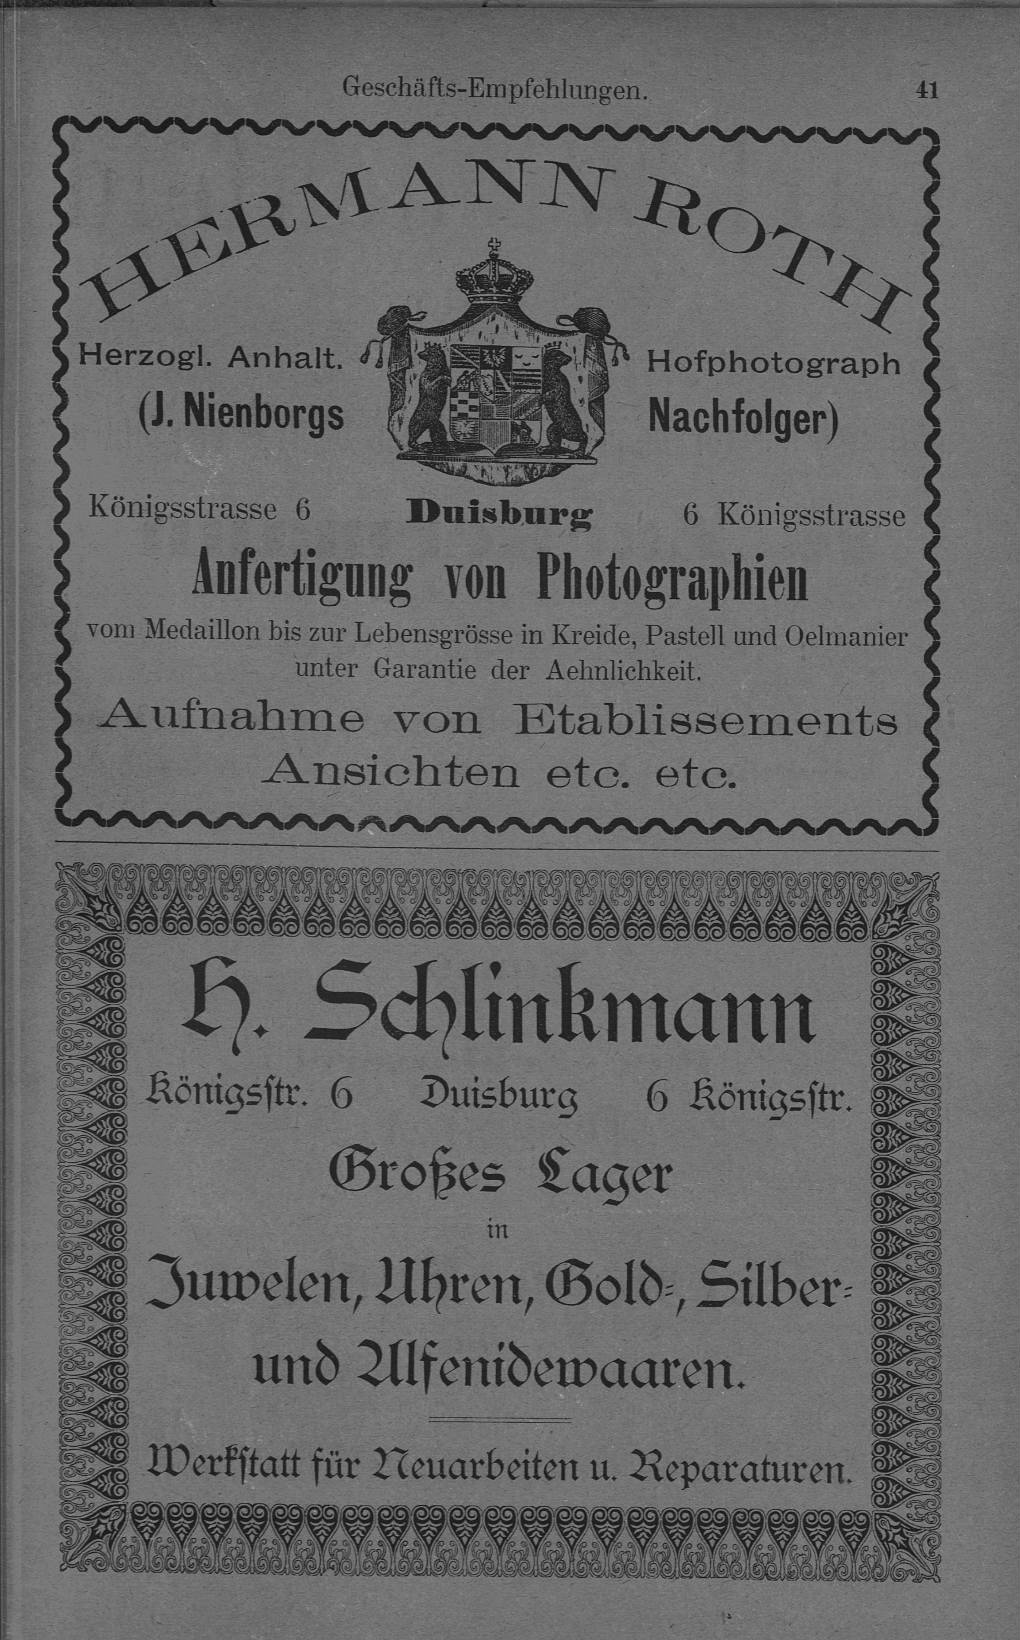 Geschäfts-Empfehlungen. 41
HERMANN ROTH
Herzogl. Anhalt. Hofphotograph
(J. Nienborgs Nachfolger)
Königsstrasse 6 Duisburg 6 Königsstrasse
Anfertigung von Photographien
vom Medaillon bis zur Lebensgrösse in Kreide, Pastell und Oelmanier
unter Garantie der Aehnlichkeit.
Aufnahme von Etablissements
Ansichten etc. etc.
H. Schlinkmann
Königsstr. 6 Duisburg 6 Königsstr.
Großes Lager
in
Juwelen, Uhren, Gold-, Silber-
und Alfenidewaaren.
Werkstatt für Neuarbeiten u. Reparaturen.